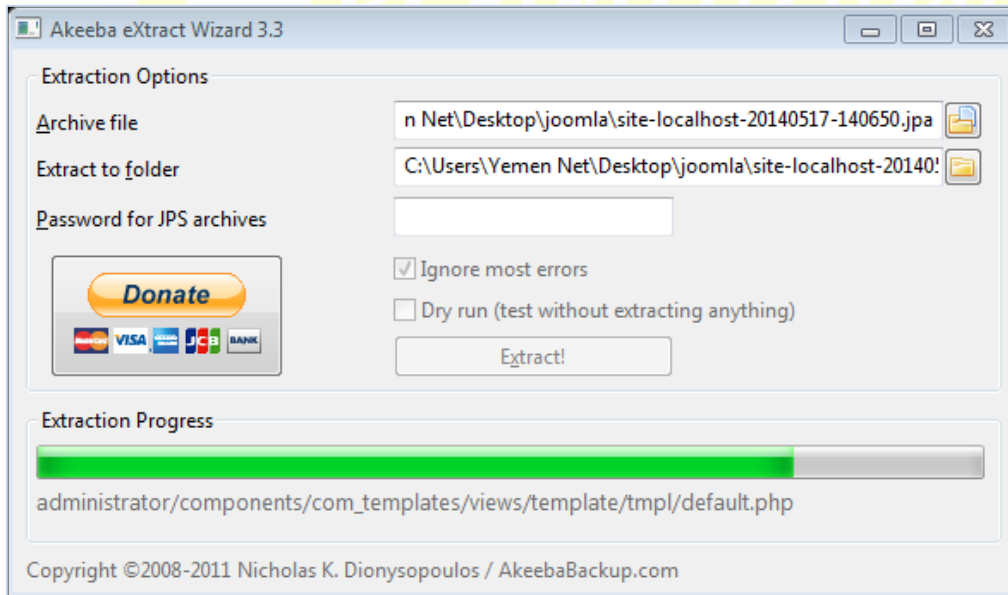 Akeeba eXtract Wizard 3.3
Extraction Options
Archive file
n Net\Desktop\joomla\site-localhost-20140517-140650.jpa
Extract to folder
C:\Users\Yemen Net\Desktop\joomla\site-localhost-20140
Password for JPS archives
Donate
MasterCard VISA JCB BANK
Ignore most errors
Dry run (test without extracting anything)
Extract!
Extraction Progress
administrator/components/com_templates/views/template/tmpl/default.php
Copyright ©2008-2011 Nicholas K. Dionysopoulos / AkeebaBackup.com